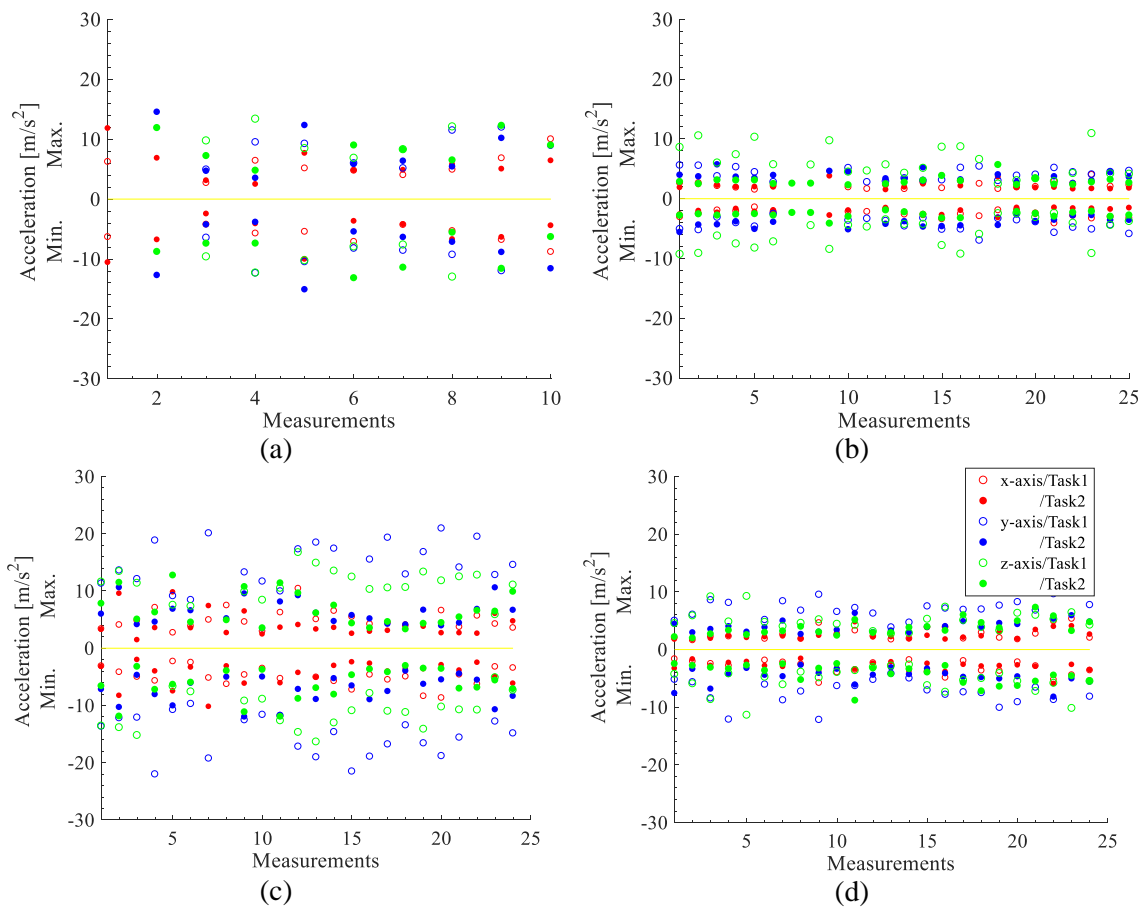 30
20
10
0
-10
-20
-30
Acceleration [m/s²]
Min. Max.
2 4 6 8 10
Measurements
(a)
30
20
10
0
-10
-20
-30
Acceleration [m/s²]
Min. Max.
5 10 15 20 25
Measurements
(b)
30
20
10
0
-10
-20
-30
Acceleration [m/s²]
Min. Max.
5 10 15 20 25
Measurements
(c)
30
20
10
0
-10
-20
-30
Acceleration [m/s²]
Min. Max.
x-axis/Task1
/Task2
y-axis/Task1
/Task2
z-axis/Task1
/Task2
5 10 15 20 25
Measurements
(d)